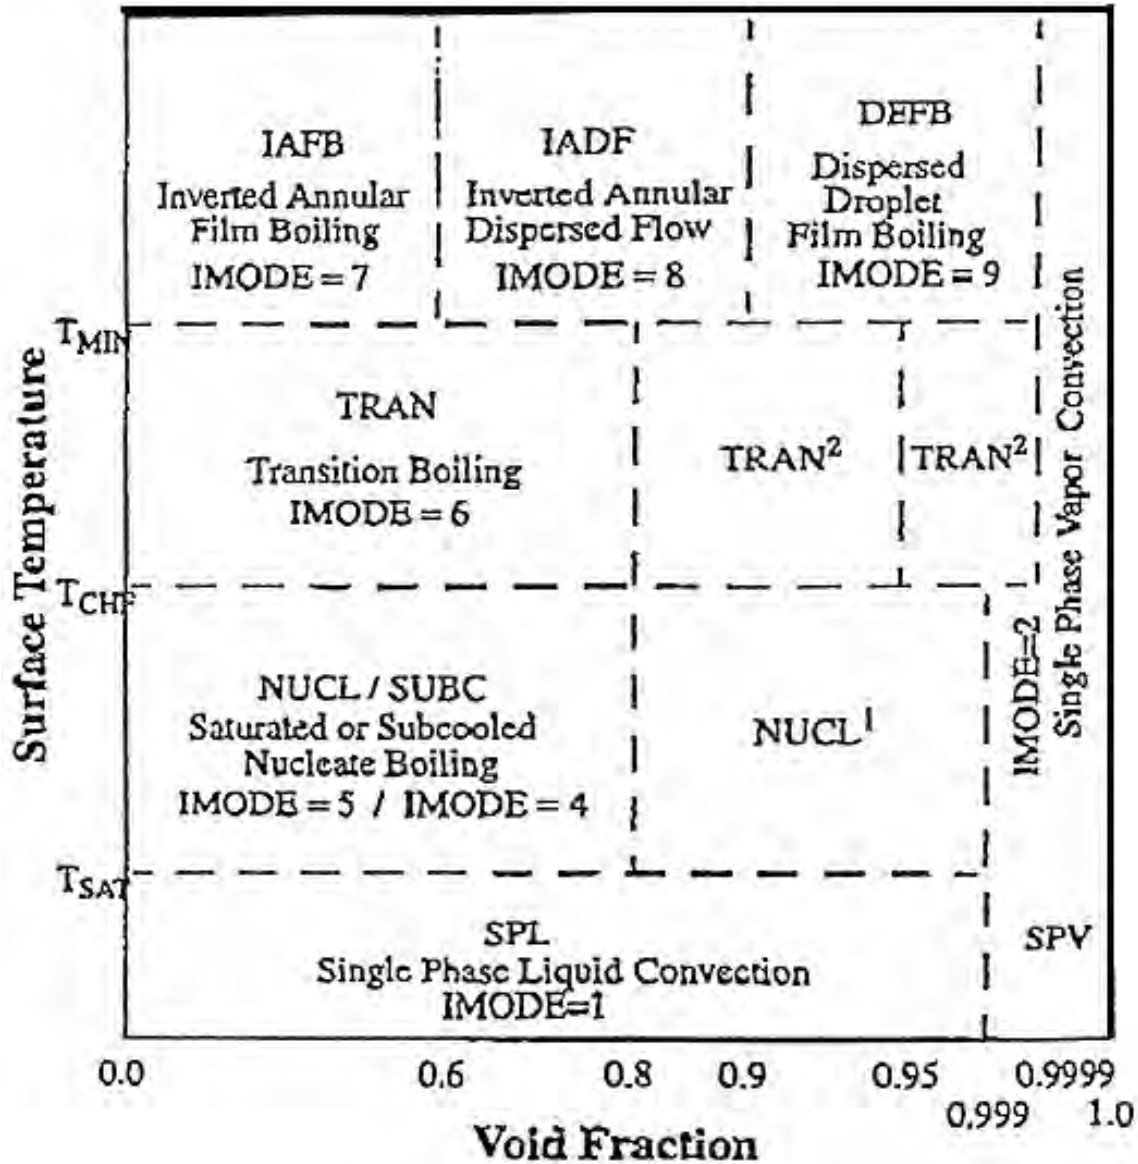 IAFB
Inverted Annular
Film Boiling
IMODE = 7
IADF
Inverted Annular
Dispersed Flow
IMODE = 8
DEFB
Dispersed
Droplet
Film Boiling
IMODE = 9
T_MIN
TRAN
Transition Boiling
IMODE = 6
TRAN²
TRAN²
T_CHF
NUCL / SUBC
Saturated or Subcooled
Nucleate Boiling
IMODE = 5 / IMODE = 4
NUCL¹
IMODE=2
Single Phase Vapor Convection
T_SAT
SPL
Single Phase Liquid Convection
IMODE=1
SPV
Surface Temperature
0.0 0.6 0.8 0.9 0.95 0.9999
0,999 1.0
Void Fraction